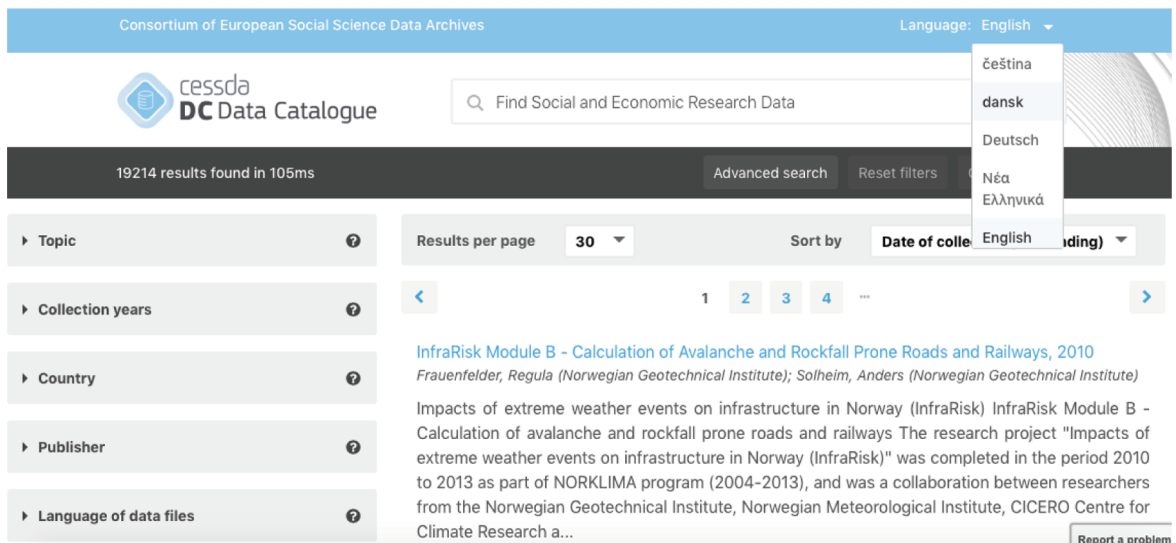 Consortium of European Social Science Data Archives
Language: English
čeština
dansk
Deutsch
Νέα
Ελληνικά
English
cessda
DC Data Catalogue
Find Social and Economic Research Data
19214 results found in 105ms
Advanced search
Reset filters
Topic
Collection years
Country
Publisher
Language of data files
Results per page 30
Sort by Date of colle nding)
1 2 3 4 ...
InfraRisk Module B - Calculation of Avalanche and Rockfall Prone Roads and Railways, 2010
Frauenfelder, Regula (Norwegian Geotechnical Institute); Solheim, Anders (Norwegian Geotechnical Institute)
Impacts of extreme weather events on infrastructure in Norway (InfraRisk) InfraRisk Module B -
Calculation of avalanche and rockfall prone roads and railways The research project "Impacts of
extreme weather events on infrastructure in Norway (InfraRisk)" was completed in the period 2010
to 2013 as part of NORKLIMA program (2004-2013), and was a collaboration between researchers
from the Norwegian Geotechnical Institute, Norwegian Meteorological Institute, CICERO Centre for
Climate Research a...
Report a problem